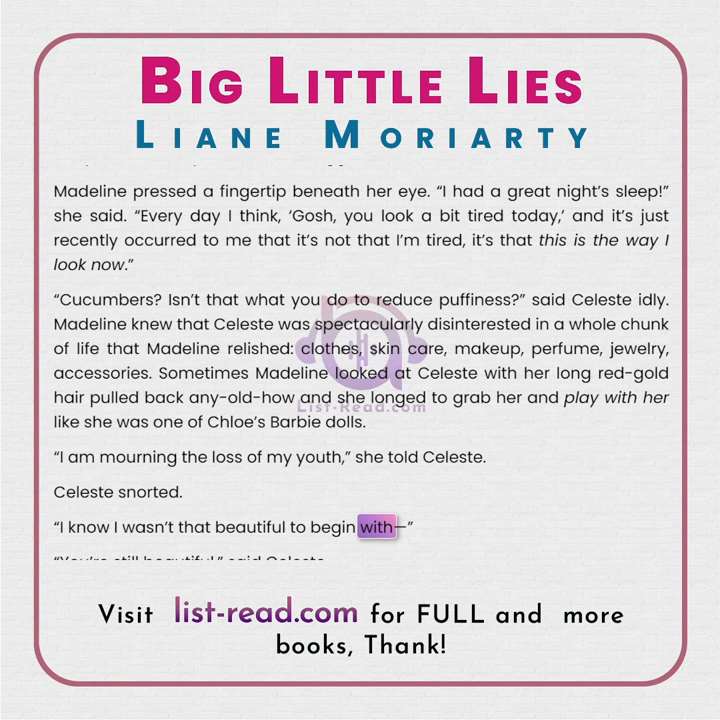 BIG LITTLE LIES
LIANE MORIARTY
Madeline pressed a fingertip beneath her eye. “I had a great night’s sleep!”
she said. “Every day I think, ‘Gosh, you look a bit tired today,’ and it’s just
recently occurred to me that it’s not that I’m tired, it’s that this is the way I
look now.”
“Cucumbers? Isn’t that what you do to reduce puffiness?” said Celeste idly.
Madeline knew that Celeste was spectacularly disinterested in a whole chunk
of life that Madeline relished: clothes, skin care, makeup, perfume, jewelry,
accessories. Sometimes Madeline looked at Celeste with her long red-gold
hair pulled back any-old-how and she longed to grab her and play with her
List-Read.com
like she was one of Chloe’s Barbie dolls.
“I am mourning the loss of my youth,” she told Celeste.
Celeste snorted.
“I know I wasn’t that beautiful to begin with—”
“You’re still beautiful,” said Celeste
Visit list-read.com for FULL and more
books, Thank!